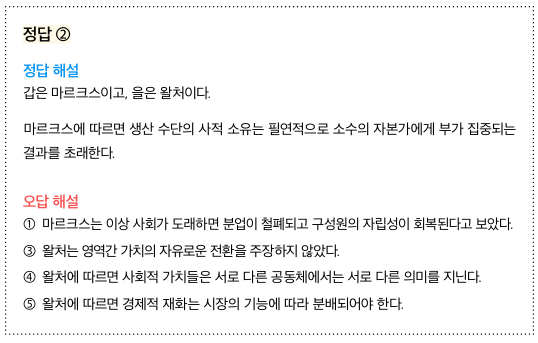 정답 ②
정답 해설
갑은 마르크스이고, 을은 왈처이다.
마르크스에 따르면 생산 수단의 사적 소유는 필연적으로 소수의 자본가에게 부가 집중되는
결과를 초래한다.
오답 해설
① 마르크스는 이상 사회가 도래하면 분업이 철폐되고 구성원의 자립성이 회복된다고 보았다.
③ 왈처는 영역간 가치의 자유로운 전환을 주장하지 않았다.
④ 왈처에 따르면 사회적 가치들은 서로 다른 공동체에서는 서로 다른 의미를 지닌다.
⑤ 왈처에 따르면 경제적 재화는 시장의 기능에 따라 분배되어야 한다.